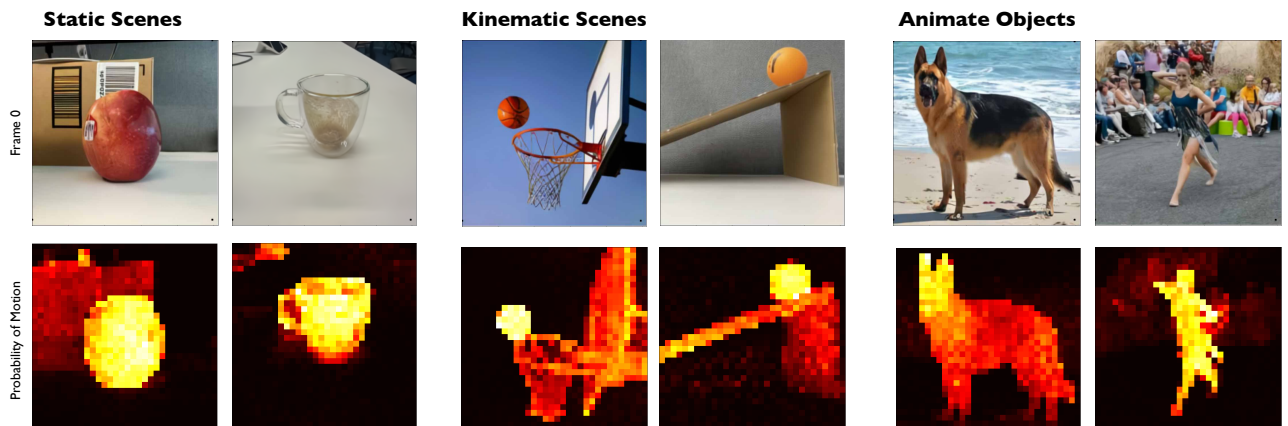 Static Scenes
Kinematic Scenes
Animate Objects
Frame 0
Probability of Motion